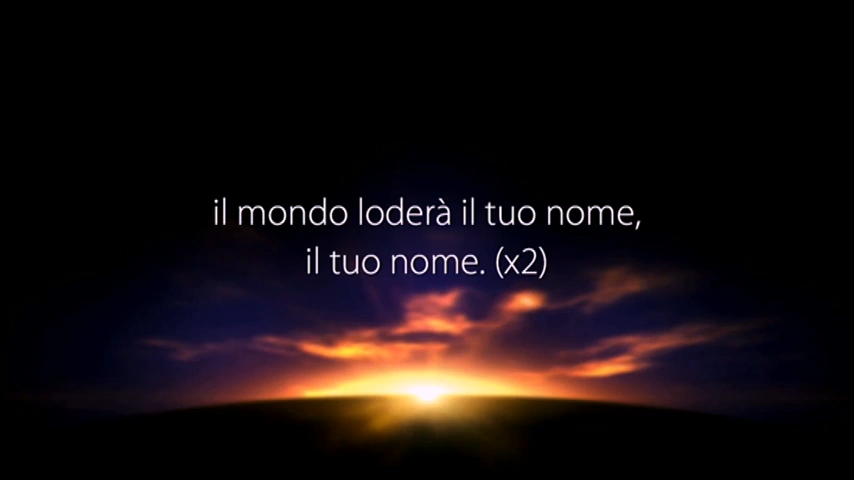 il mondo loderà il tuo nome,
il tuo nome. (x2)